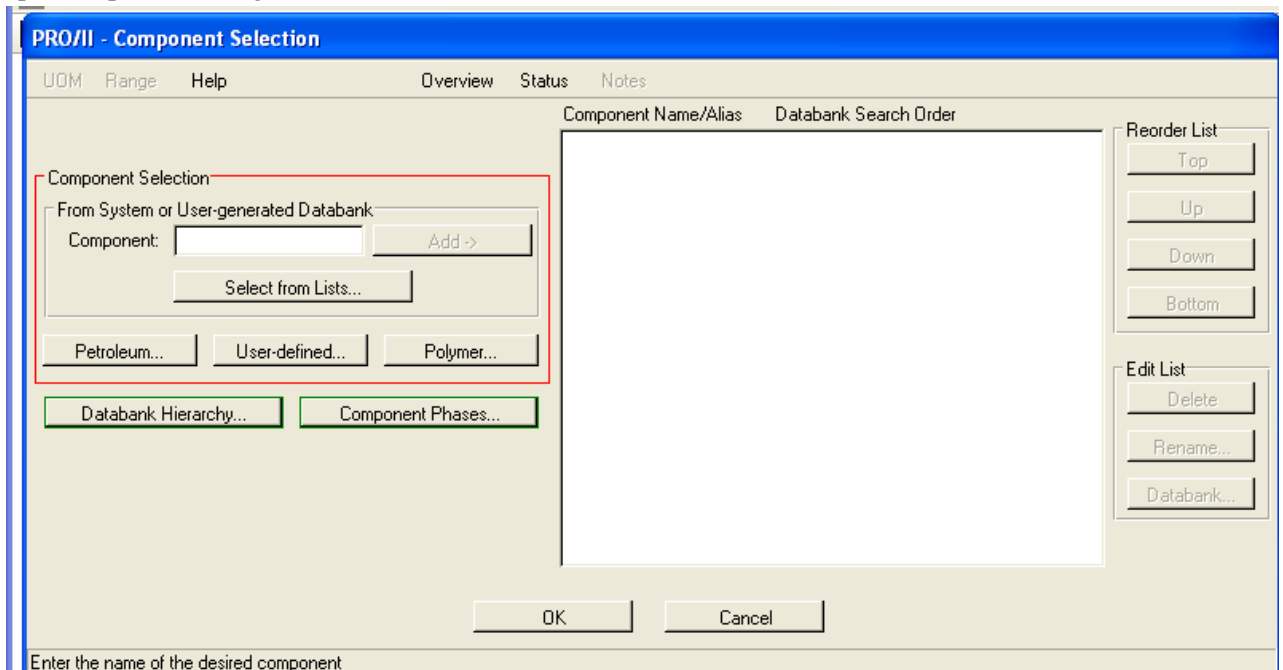 PRO/II - Component Selection
UOM Range Help Overview Status Notes
Component Name/Alias Databank Search Order
Reorder List
Top
Component Selection
From System or User-generated Databank
Up
Component: Add ->
Down
Select from Lists...
Bottom
Petroleum... User-defined... Polymer...
Edit List
Delete
Databank Hierarchy... Component Phases...
Rename...
Databank...
OK Cancel
Enter the name of the desired component